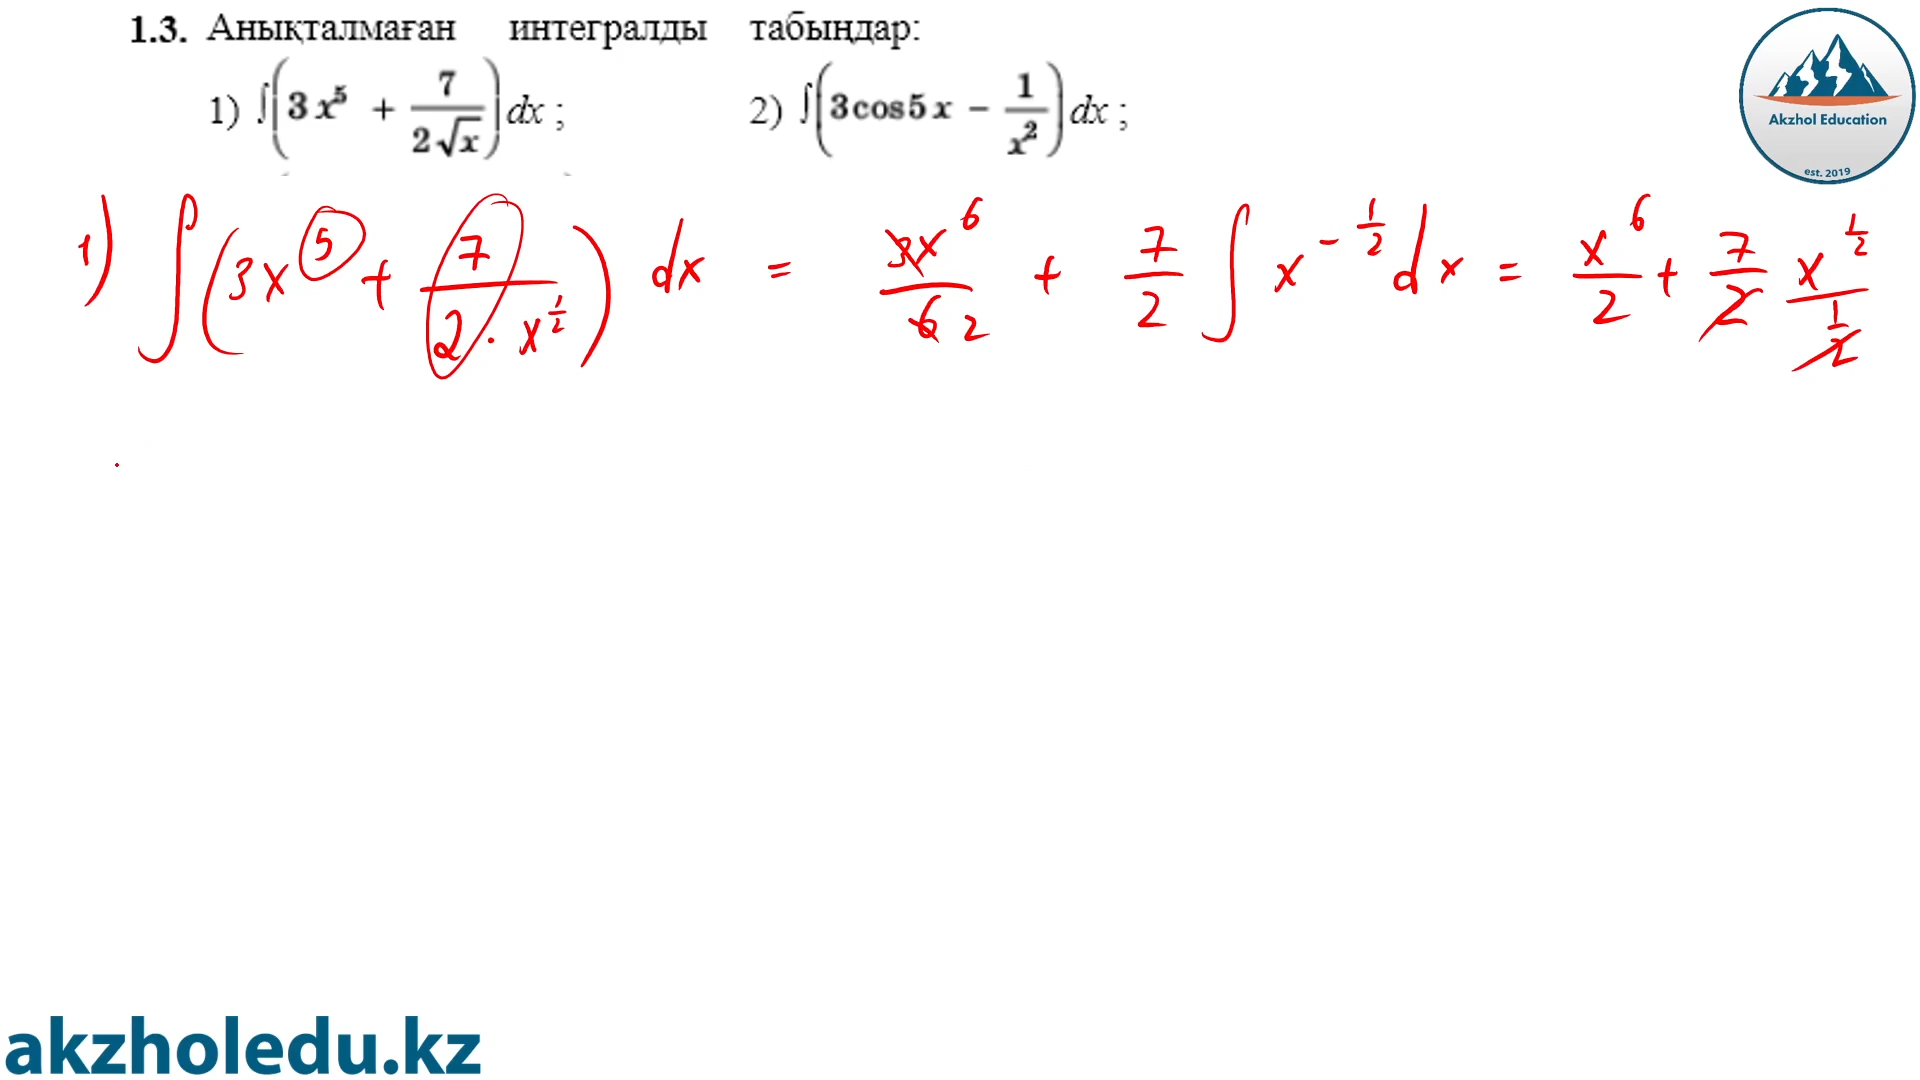 1.3. Анықталмаған интегралды табыңдар:
1) ∫(3x⁵ + 7/(2√x)) dx ; 2) ∫(3cos5x − 1/x²) dx ;
Akzhol Education
est. 2019
1) ∫(3x⁵ + 7/(2·x^(1/2))) dx = 3x⁶/6 2 + 7/2 ∫x^(−1/2) dx = x⁶/2 + 7/2 x^(1/2)/(1/2)
akzholedu.kz